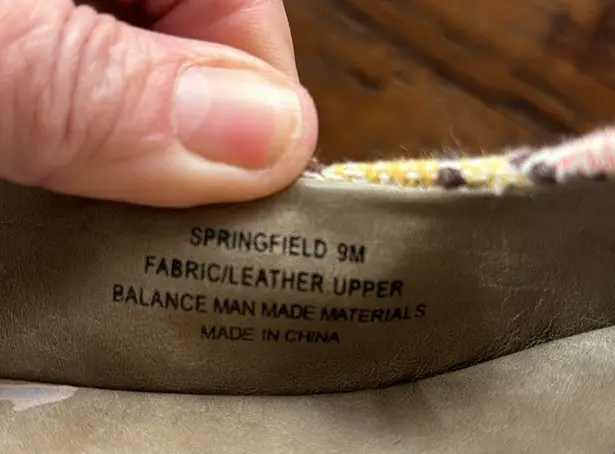 SPRINGFIELD 9M
FABRIC/LEATHER UPPER
BALANCE MAN MADE MATERIALS
MADE IN CHINA